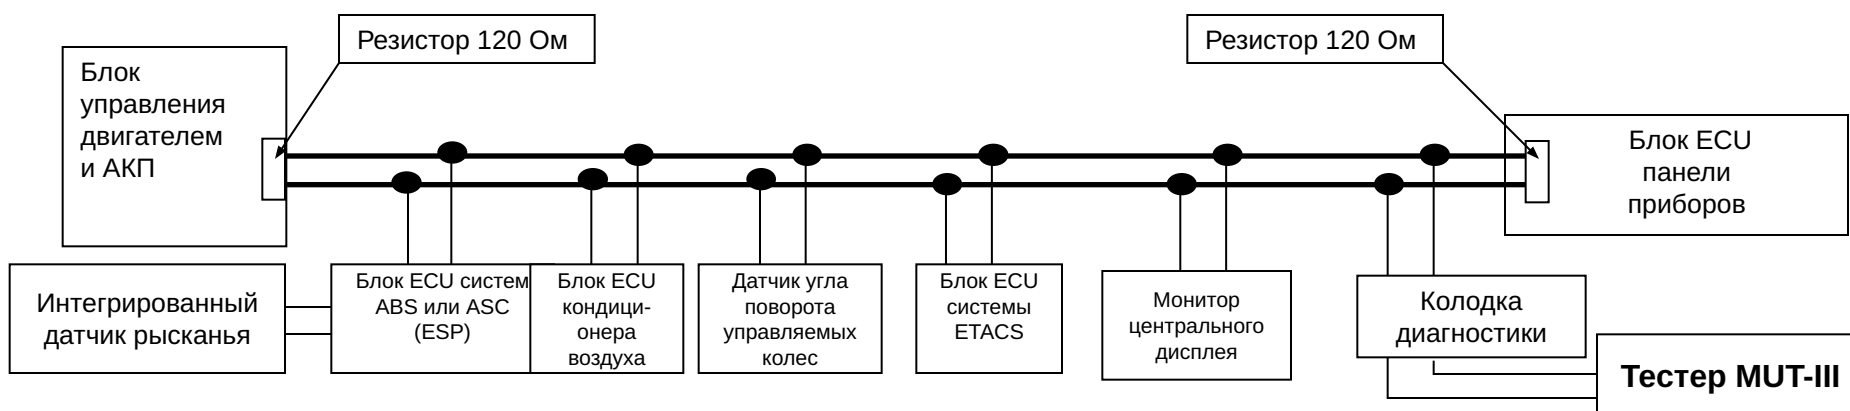 Резистор 120 Ом
Резистор 120 Ом
Блок
управления
двигателем
и АКП
Блок ECU
панели
приборов
Интегрированный
датчик рысканья
Блок ECU систем
ABS или ASC
(ESP)
Блок ECU
кондици-
онера
воздуха
Датчик угла
поворота
управляемых
колес
Блок ECU
системы
ETACS
Монитор
центрального
дисплея
Колодка
диагностики
Тестер MUT-III